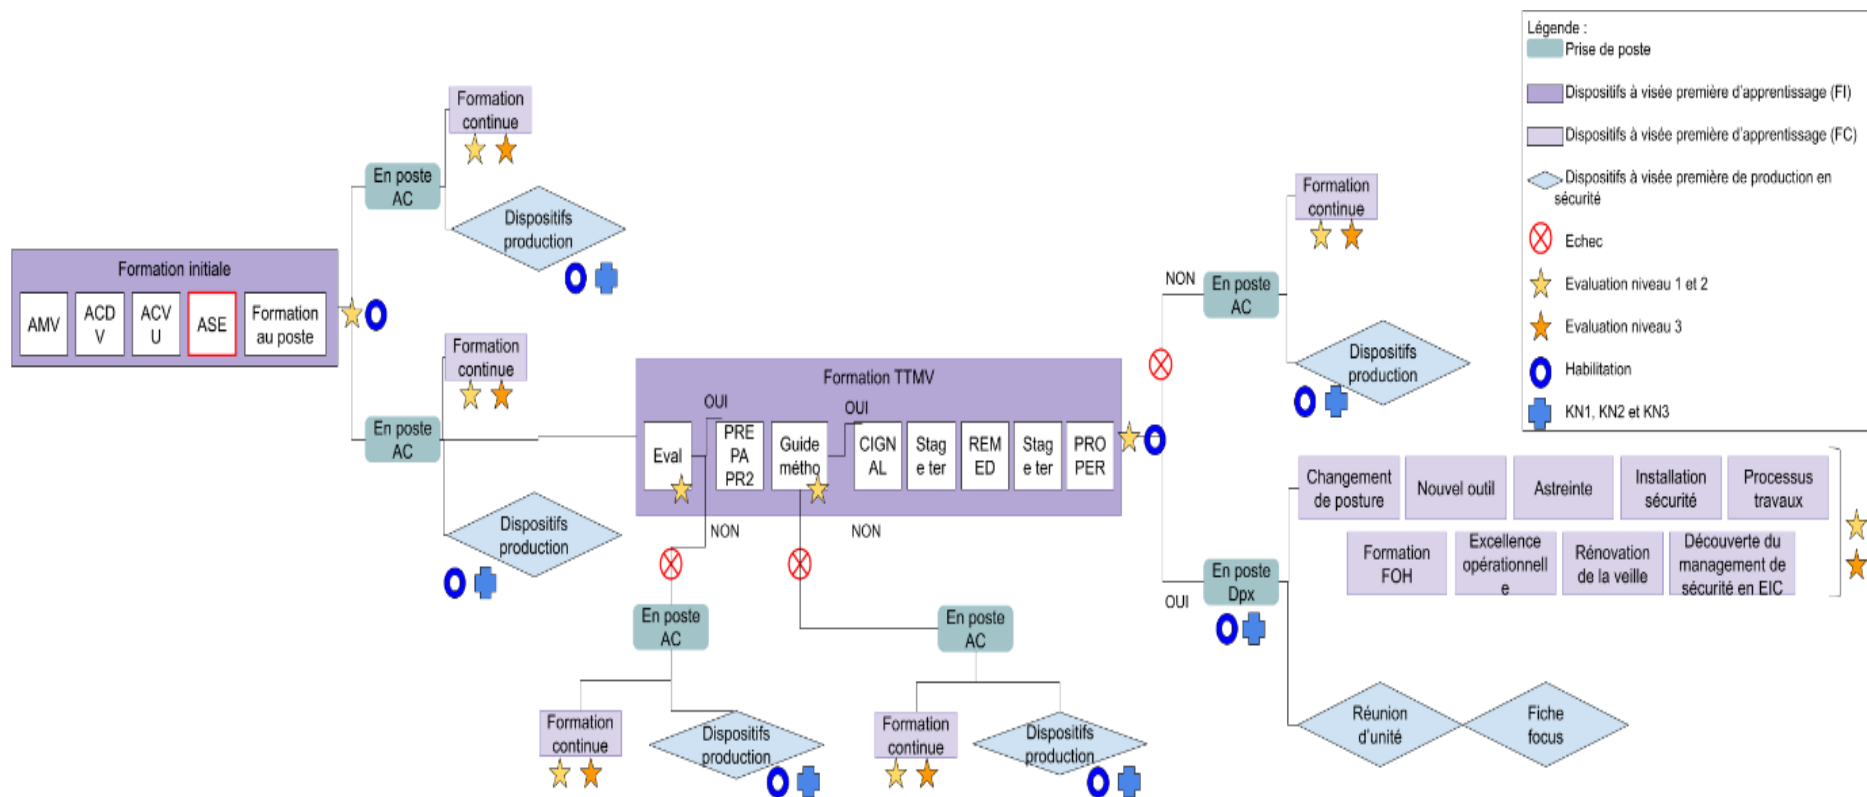 Légende :
Prise de poste
Dispositifs à visée première d'apprentissage (FI)
Dispositifs à visée première d'apprentissage (FC)
Dispositifs à visée première de production en
sécurité
Echec
Evaluation niveau 1 et 2
Evaluation niveau 3
Habilitation
KN1, KN2 et KN3
Formation initiale
AMV
ACD
V
ACV
U
ASE
Formation
au poste
En poste
AC
Formation
continue
Dispositifs
production
En poste
AC
Formation
continue
Dispositifs
production
Formation TTMV
Eval
OUI
PRE
PA
PR2
Guide
métho
OUI
CIGN
AL
Stag
e ter
REM
ED
Stag
e ter
PRO
PER
NON
NON
En poste
AC
Formation
continue
Dispositifs
production
En poste
AC
Formation
continue
Dispositifs
production
NON
En poste
AC
Formation
continue
Dispositifs
production
OUI
En poste
Dpx
Changement
de posture
Nouvel outil
Astreinte
Installation
sécurité
Processus
travaux
Formation
FOH
Excellence
opérationnell
e
Rénovation
de la veille
Découverte du
management de
sécurité en EIC
Réunion
d'unité
Fiche
focus